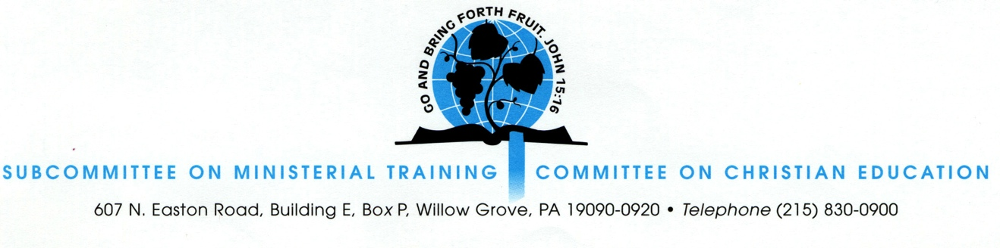 GO AND BRING FORTH FRUIT. JOHN 15:16
SUBCOMMITTEE ON MINISTERIAL TRAINING COMMITTEE ON CHRISTIAN EDUCATION
607 N. Easton Road, Building E, Box P, Willow Grove, PA 19090-0920 • Telephone (215) 830-0900